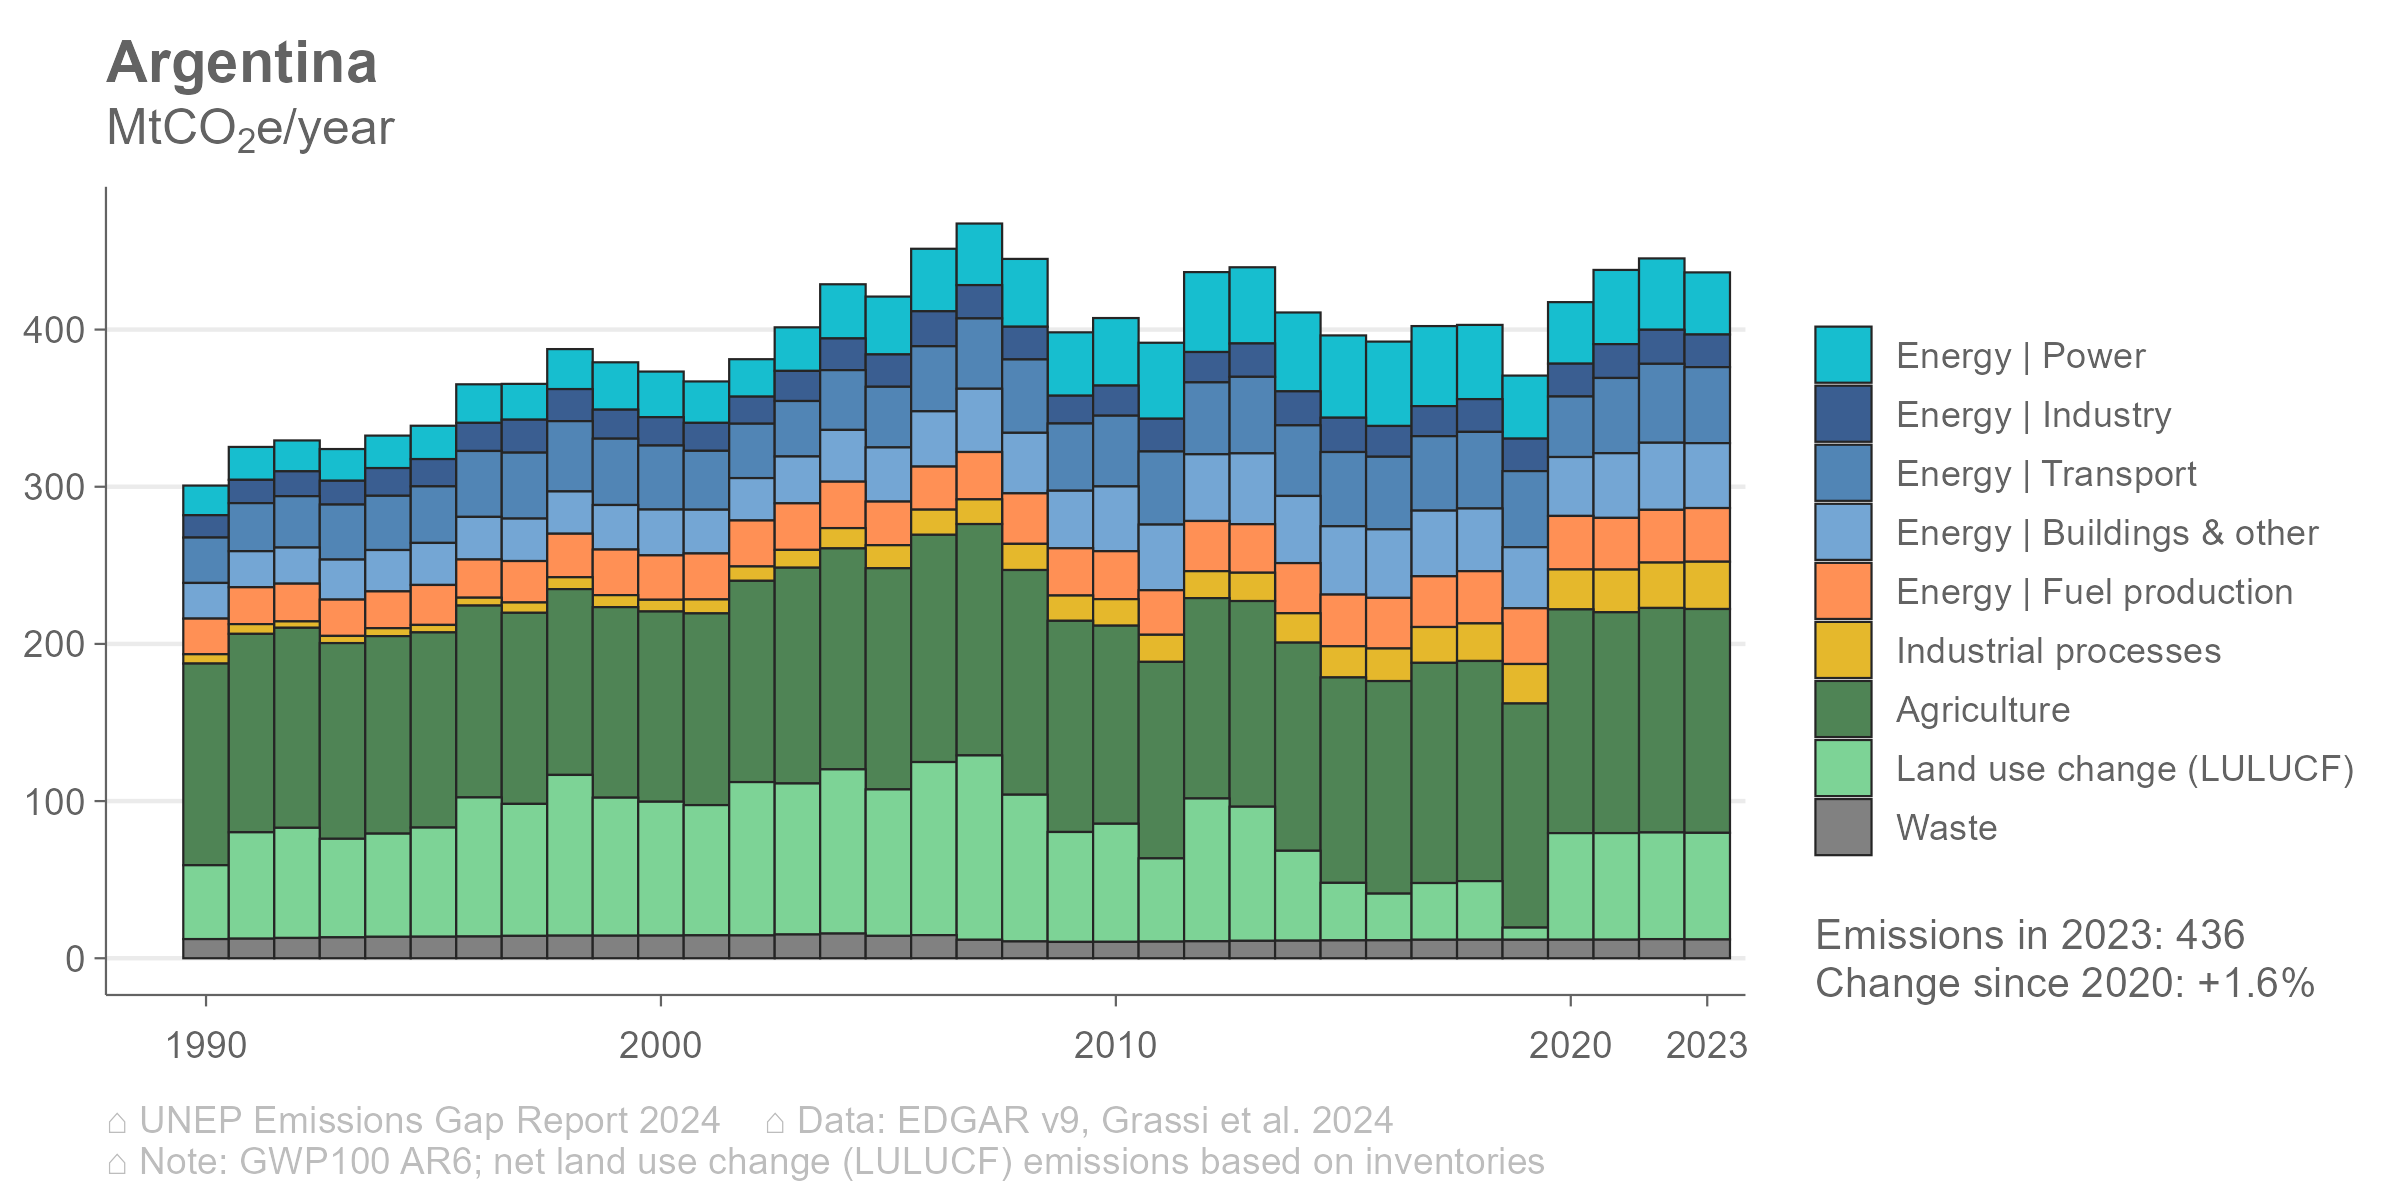 Argentina
MtCO₂e/year
400
300
200
100
0
1990 2000 2010 2020 2023
Energy | Power
Energy | Industry
Energy | Transport
Energy | Buildings & other
Energy | Fuel production
Industrial processes
Agriculture
Land use change (LULUCF)
Waste
Emissions in 2023: 436
Change since 2020: +1.6%
⌂ UNEP Emissions Gap Report 2024 ⌂ Data: EDGAR v9, Grassi et al. 2024
⌂ Note: GWP100 AR6; net land use change (LULUCF) emissions based on inventories